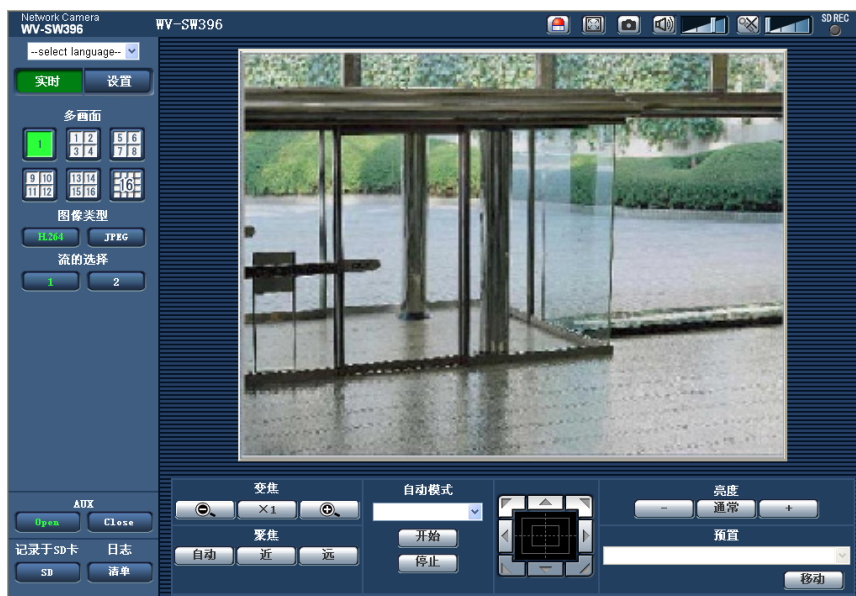 Network Camera
WV-SW396
WV-SW396
SD REC
--select language--
实时 设置
多画面
1
1 2
3 4
5 6
7 8
9 10
11 12
13 14
15 16
16
图像类型
H.264 JPEG
流的选择
1 2
AUX
Open Close
记录于SD卡 日志
SD 清单
变焦
×1
聚焦
自动 近 远
自动模式
开始
停止
亮度
- 通常 +
预置
移动